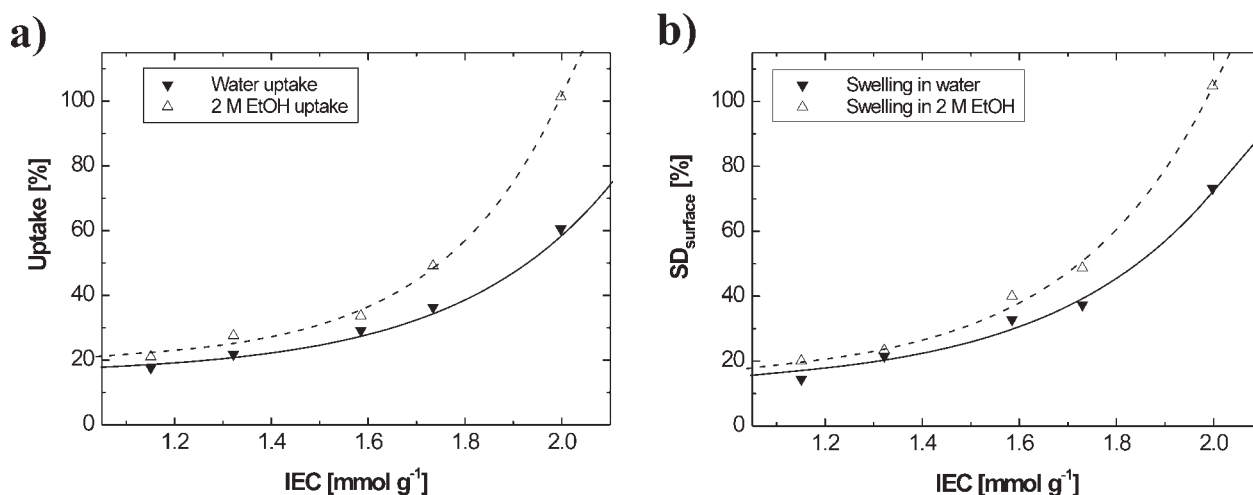 a)
Water uptake
2 M EtOH uptake
100
80
60
40
20
0
Uptake [%]
1.2 1.4 1.6 1.8 2.0
IEC [mmol g⁻¹]
b)
Swelling in water
Swelling in 2 M EtOH
100
80
60
40
20
0
SDsurface [%]
1.2 1.4 1.6 1.8 2.0
IEC [mmol g⁻¹]